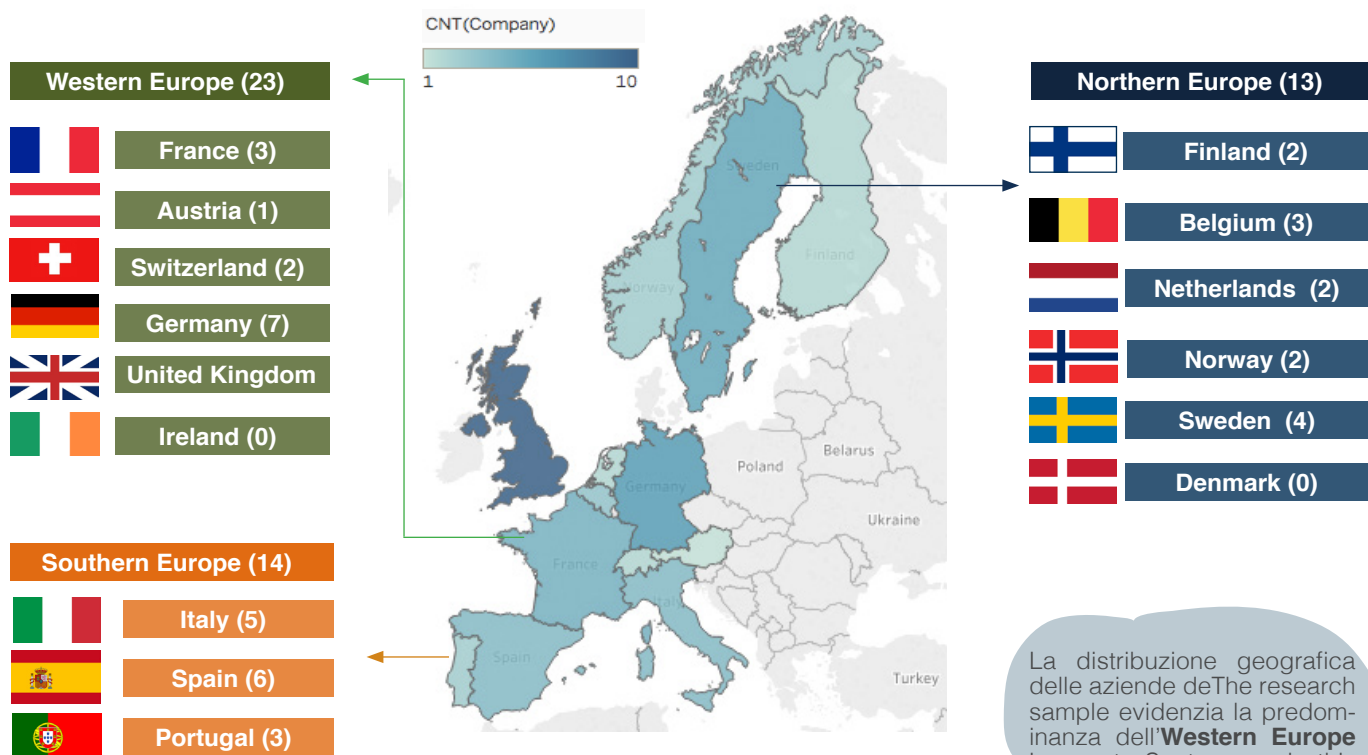 CNT(Company)
1 10
Western Europe (23)
France (3)
Austria (1)
Switzerland (2)
Germany (7)
United Kingdom
Ireland (0)
Southern Europe (14)
Italy (5)
Spain (6)
Portugal (3)
Sweden
Finland
Norway
Poland
Belarus
Germany
Ukraine
France
Italy
Spain
Turkey
Northern Europe (13)
Finland (2)
Belgium (3)
Netherlands (2)
Norway (2)
Sweden (4)
Denmark (0)
La distribuzione geografica
delle aziende deThe research
sample evidenzia la predom-
inanza dell'Western Europe